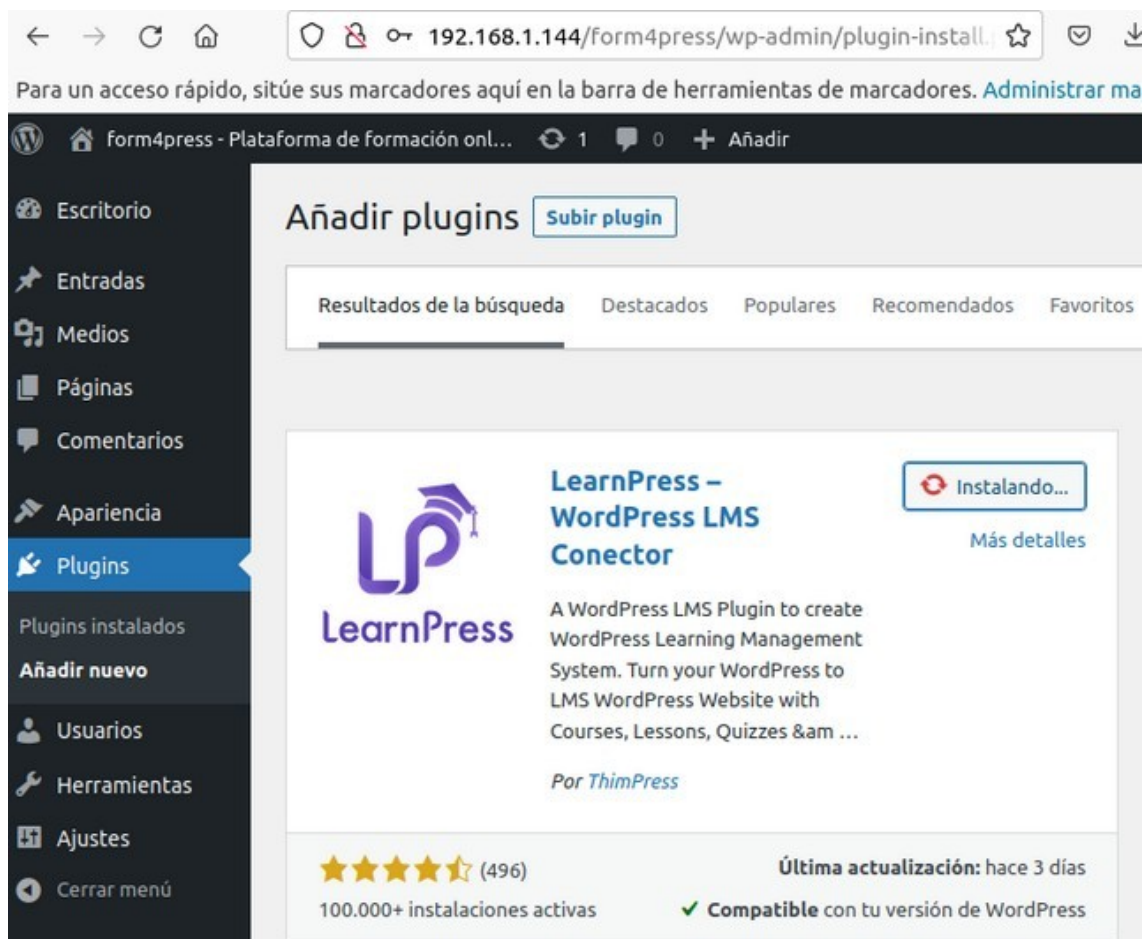 192.168.1.144/form4press/wp-admin/plugin-install.
Para un acceso rápido, sitúe sus marcadores aquí en la barra de herramientas de marcadores. Administrar ma
form4press - Plataforma de formación onl... 1 0 + Añadir
Escritorio
Entradas
Medios
Páginas
Comentarios
Apariencia
Plugins
Plugins instalados
Añadir nuevo
Usuarios
Herramientas
Ajustes
Cerrar menú
Añadir plugins Subir plugin
Resultados de la búsqueda Destacados Populares Recomendados Favoritos
LP
LearnPress
LearnPress –
WordPress LMS
Conector
Instalando...
Más detalles
A WordPress LMS Plugin to create
WordPress Learning Management
System. Turn your WordPress to
LMS WordPress Website with
Courses, Lessons, Quizzes &am …
Por ThimPress
(496)
100.000+ instalaciones activas
Última actualización: hace 3 días
✔ Compatible con tu versión de WordPress